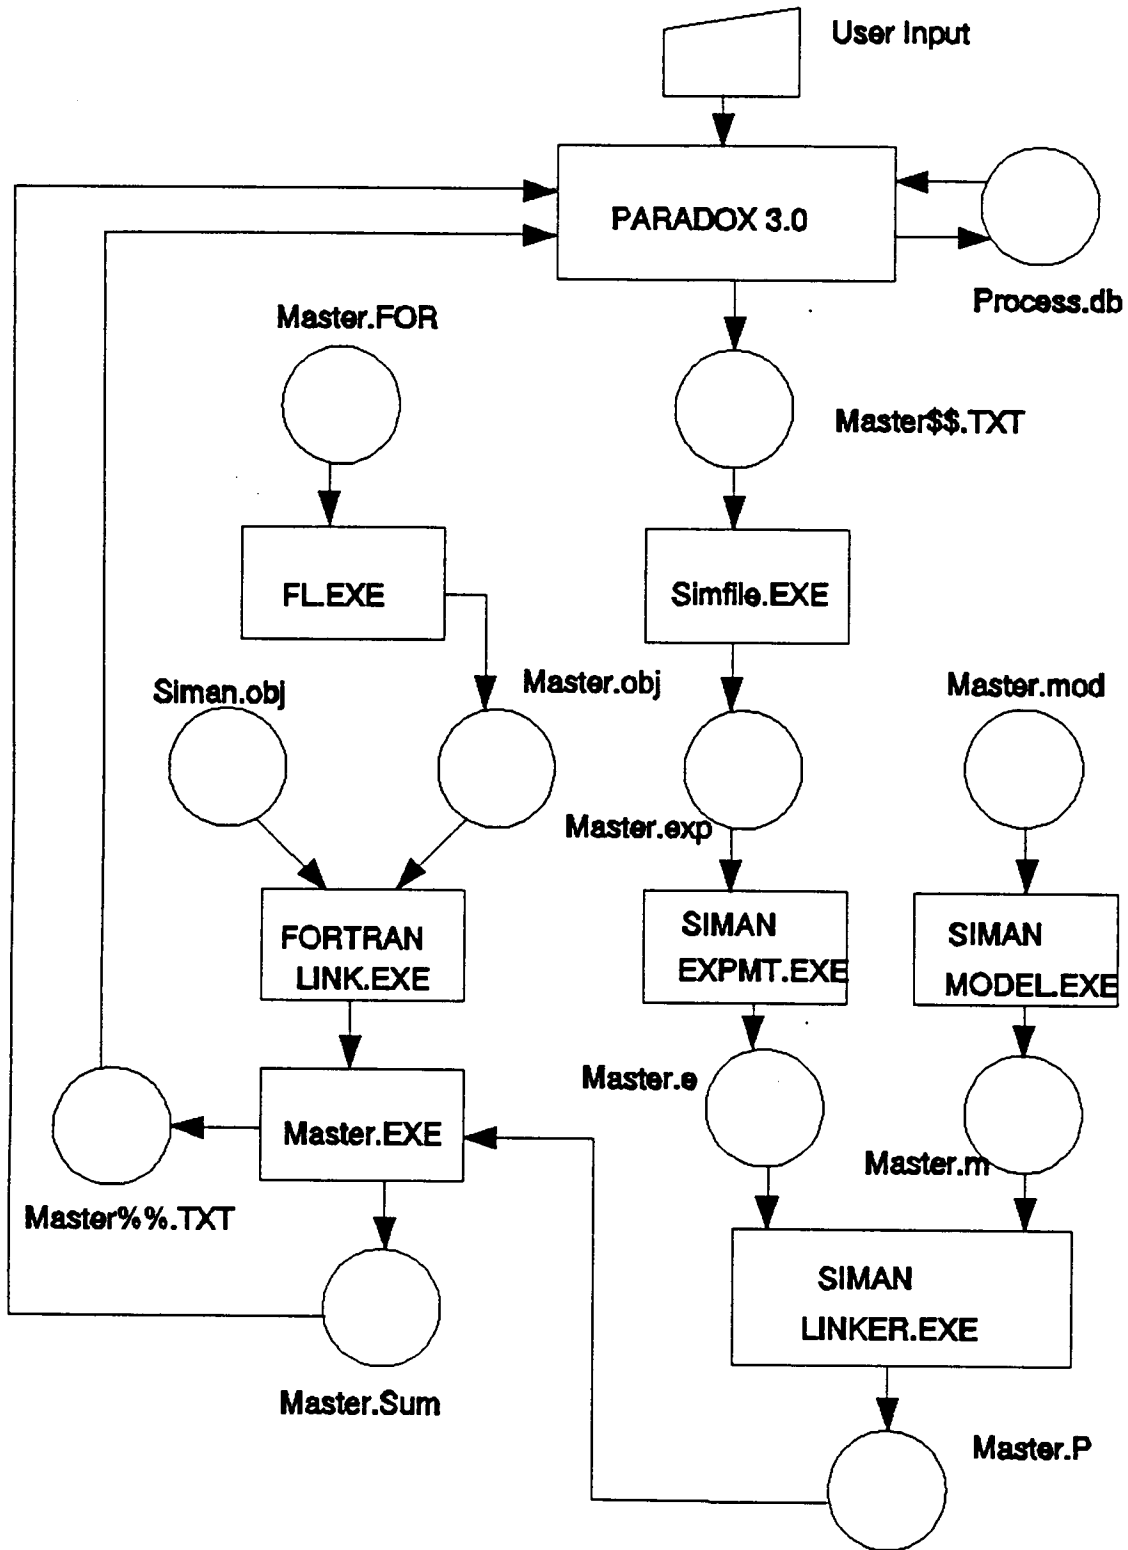 User Input
PARADOX 3.0
Process.db
Master.FOR
Master$$.TXT
FL.EXE
Simfile.EXE
Siman.obj
Master.obj
Master.mod
Master.exp
FORTRAN
LINK.EXE
SIMAN
EXPMT.EXE
SIMAN
MODEL.EXE
Master.e
Master.EXE
Master.m
Master%%.TXT
SIMAN
LINKER.EXE
Master.Sum
Master.P